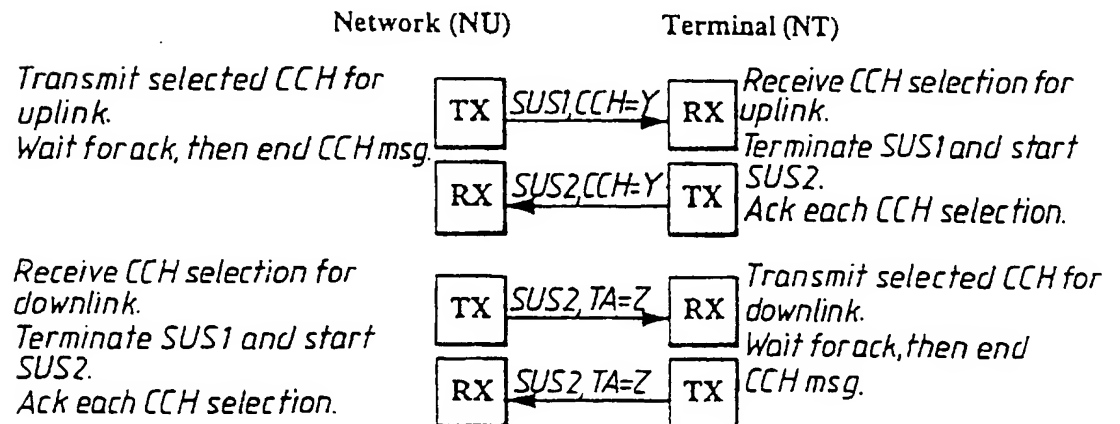 Network (NU) Terminal (NT)
Transmit selected CCH for
uplink.
Wait for ack, then end CCH msg.
TX SUS1,CCH=Y RX
RX SUS2,CCH=Y TX
Receive CCH selection for
uplink.
Terminate SUS1 and start
SUS2.
Ack each CCH selection.
Receive CCH selection for
downlink.
Terminate SUS1 and start
SUS2.
Ack each CCH selection.
TX SUS2, TA=Z RX
RX SUS2, TA=Z TX
Transmit selected CCH for
downlink.
Wait for ack, then end
CCH msg.